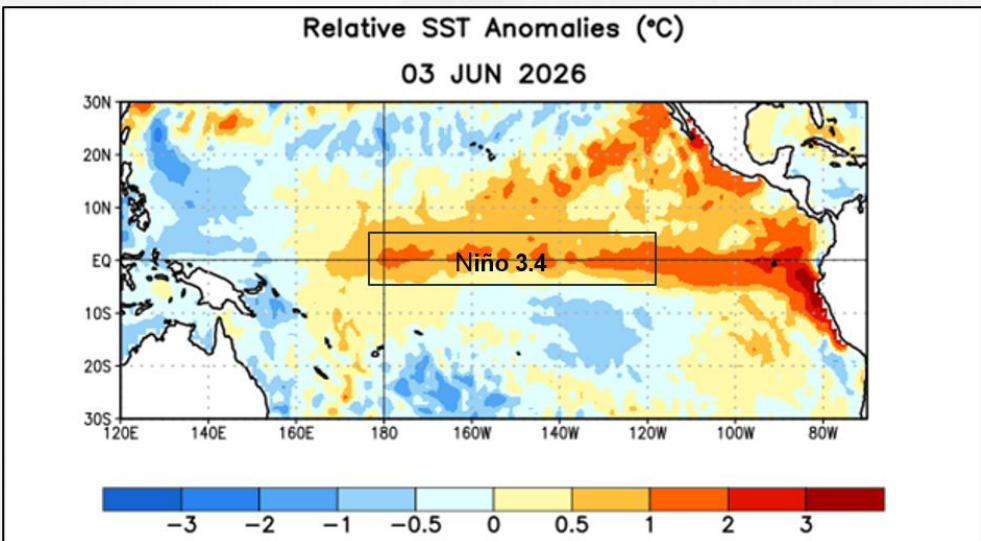 Relative SST Anomalies (°C)
03 JUN 2026
30N
20N
10N
EQ
Niño 3.4
10S
20S
30S
120E 140E 160E 180 160W 140W 120W 100W 80W
-3 -2 -1 -0.5 0 0.5 1 2 3